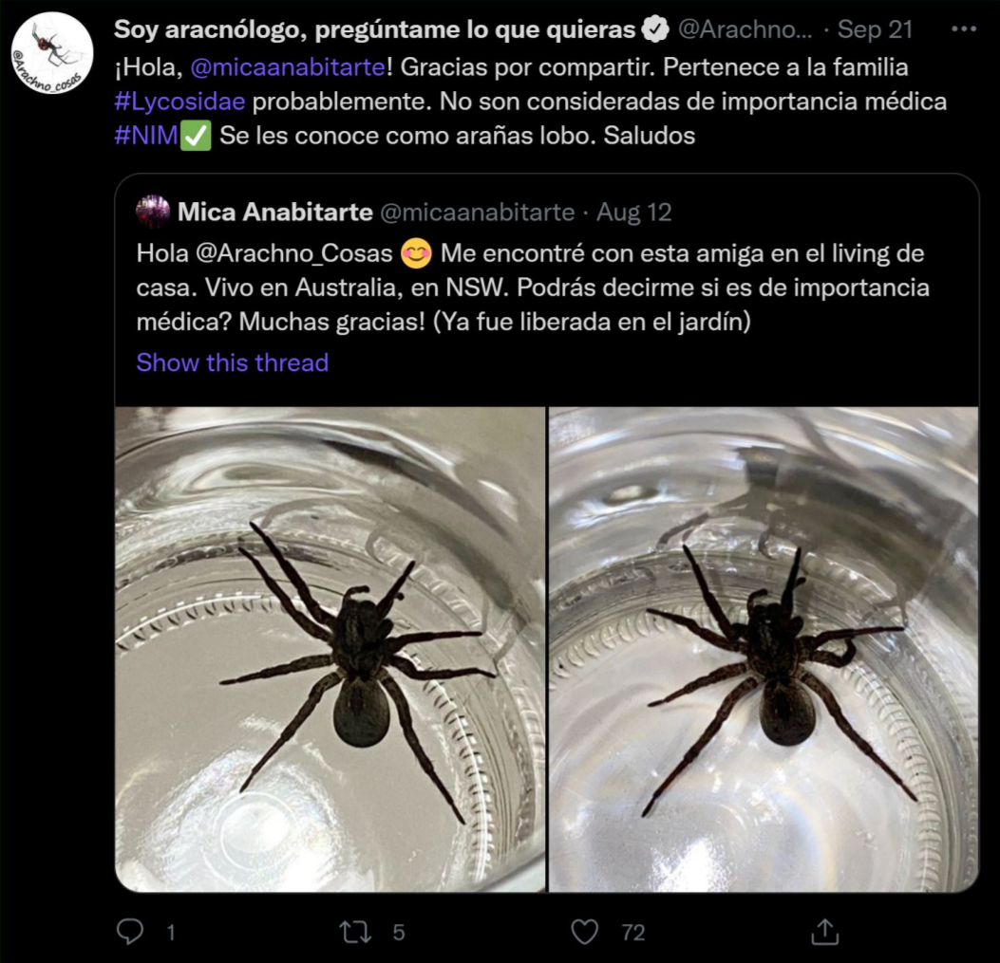 Soy aracnólogo, pregúntame lo que quieras @Arachno... · Sep 21
@Arachno_cosas
¡Hola, @micaanabitarte! Gracias por compartir. Pertenece a la familia
#Lycosidae probablemente. No son consideradas de importancia médica
#NIM✅ Se les conoce como arañas lobo. Saludos
Mica Anabitarte @micaanabitarte · Aug 12
Hola @Arachno_Cosas 😊 Me encontré con esta amiga en el living de
casa. Vivo en Australia, en NSW. Podrás decirme si es de importancia
médica? Muchas gracias! (Ya fue liberada en el jardín)
Show this thread
1 5 72